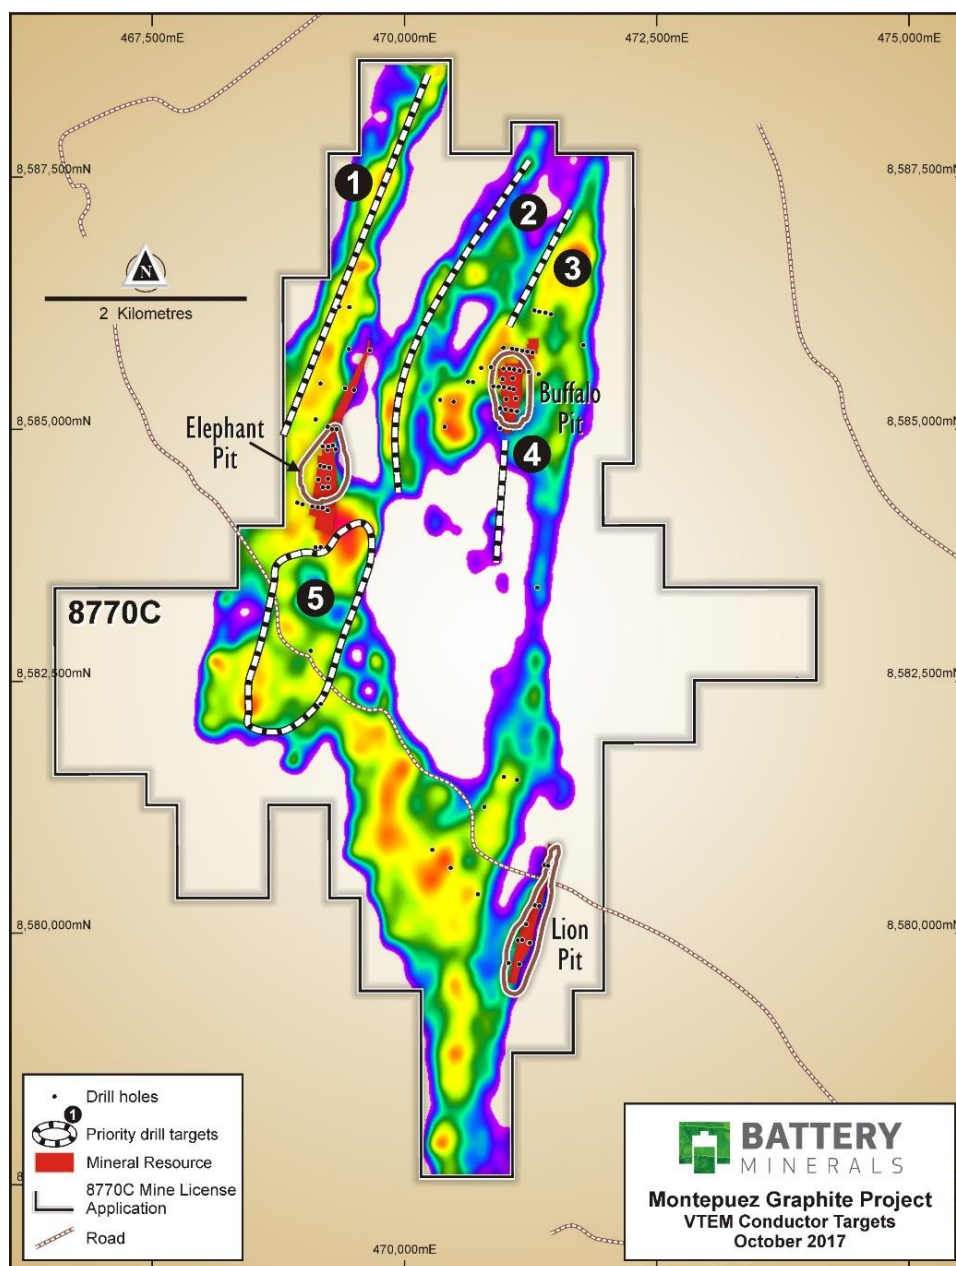 467,500mE
470,000mE
472,500mE
475,000mE
8,587,500mN
8,587,500mN
1
2
3
N
2 Kilometres
Buffalo
Pit
8,585,000mN
8,585,000mN
Elephant
Pit
4
5
8770C
8,582,500mN
8,582,500mN
8,580,000mN
8,580,000mN
Lion
Pit
8
Drill holes
1
Priority drill targets
Mineral Resource
8770C Mine License
Application
Road
470,000mE
BATTERY
MINERALS
Montepuez Graphite Project
VTEM Conductor Targets
October 2017